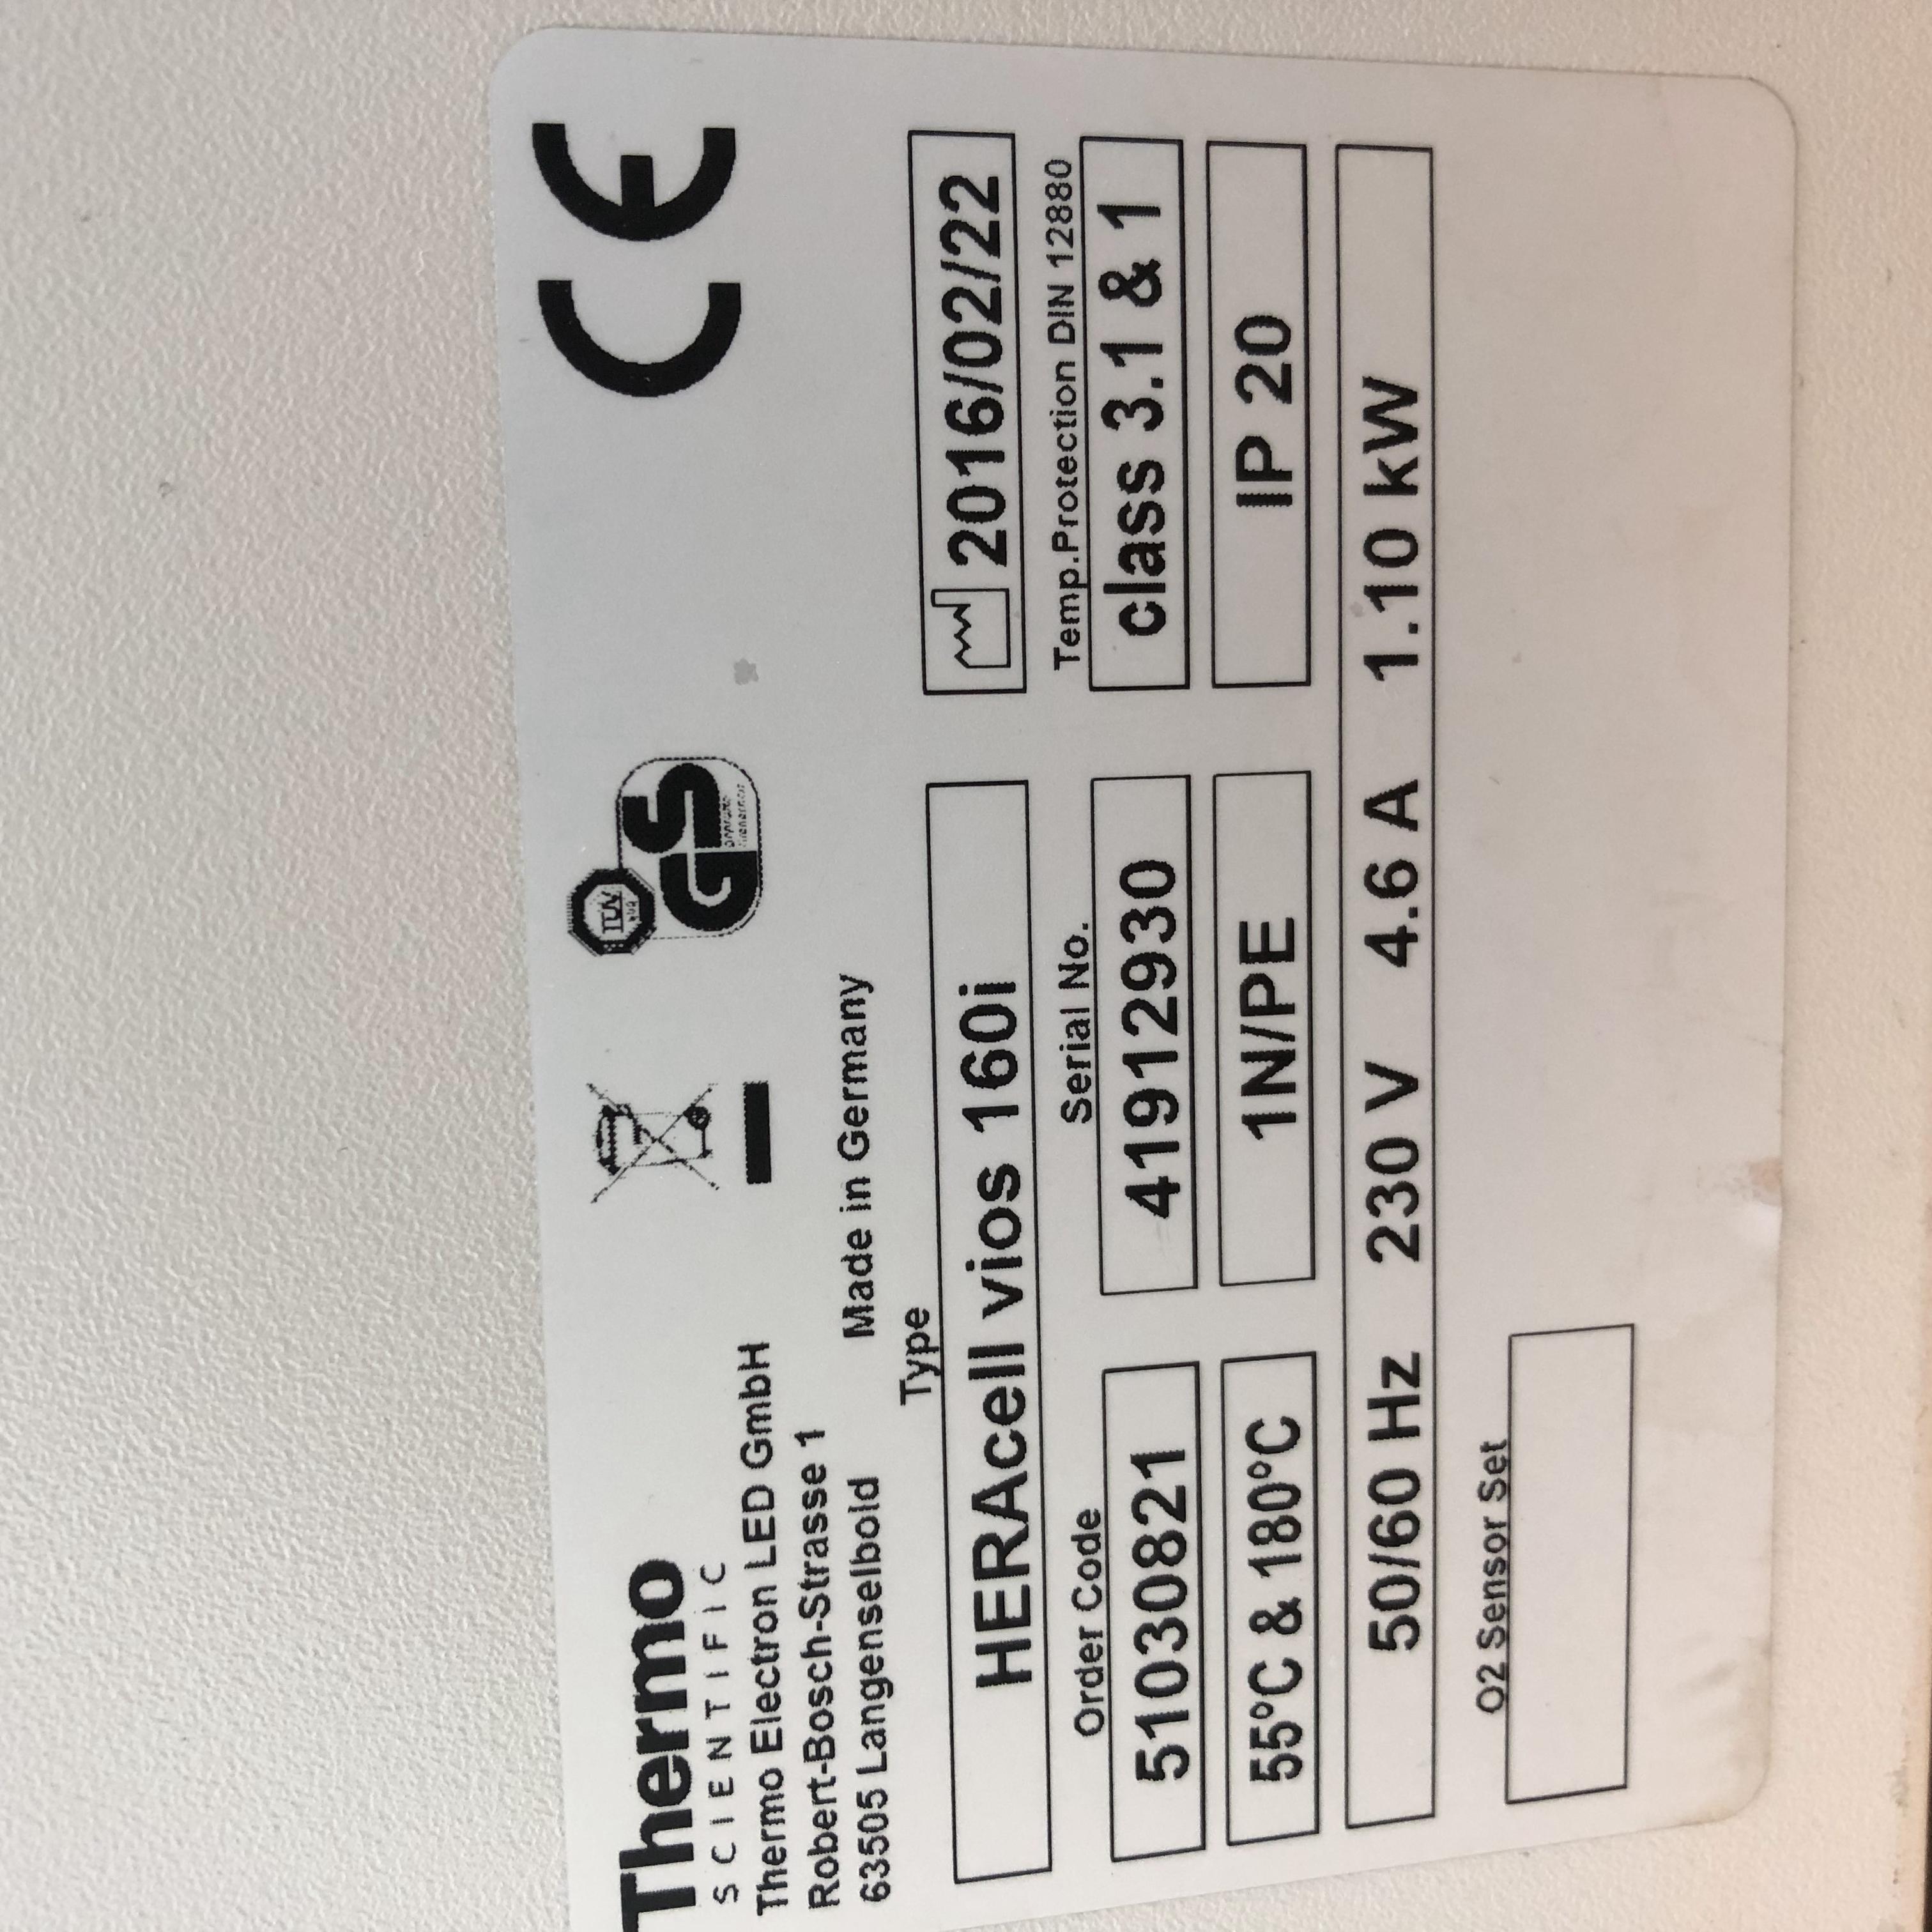 Thermo
SCIENTIFIC
Thermo Electron LED GmbH
Robert-Bosch-Strasse 1
63505 Langenselbold
Made in Germany
TÜV
GS
CE
Type
HERAcell vios 160i
2016/02/22
Order Code
Serial No.
Temp.Protection DIN 12880
51030821
41912930
class 3.1 & 1
55°C & 180°C
1N/PE
IP 20
50/60 Hz 230 V 4.6 A 1.10 kW
O2 Sensor Set